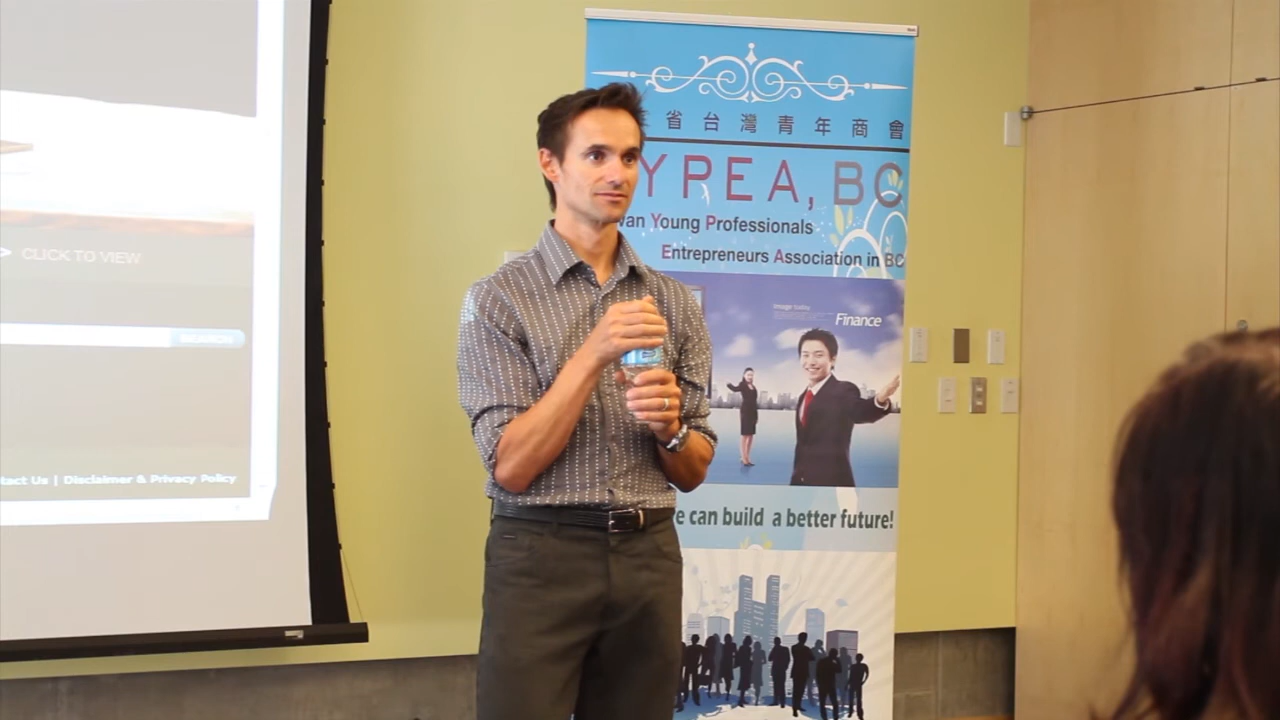 省台灣青年商會
YPEA, BC
wan Young Professionals
Entrepreneurs Association in BC
Finance
e can build a better future!
> CLICK TO VIEW
SEARCH
tact Us | Disclaimer & Privacy Policy